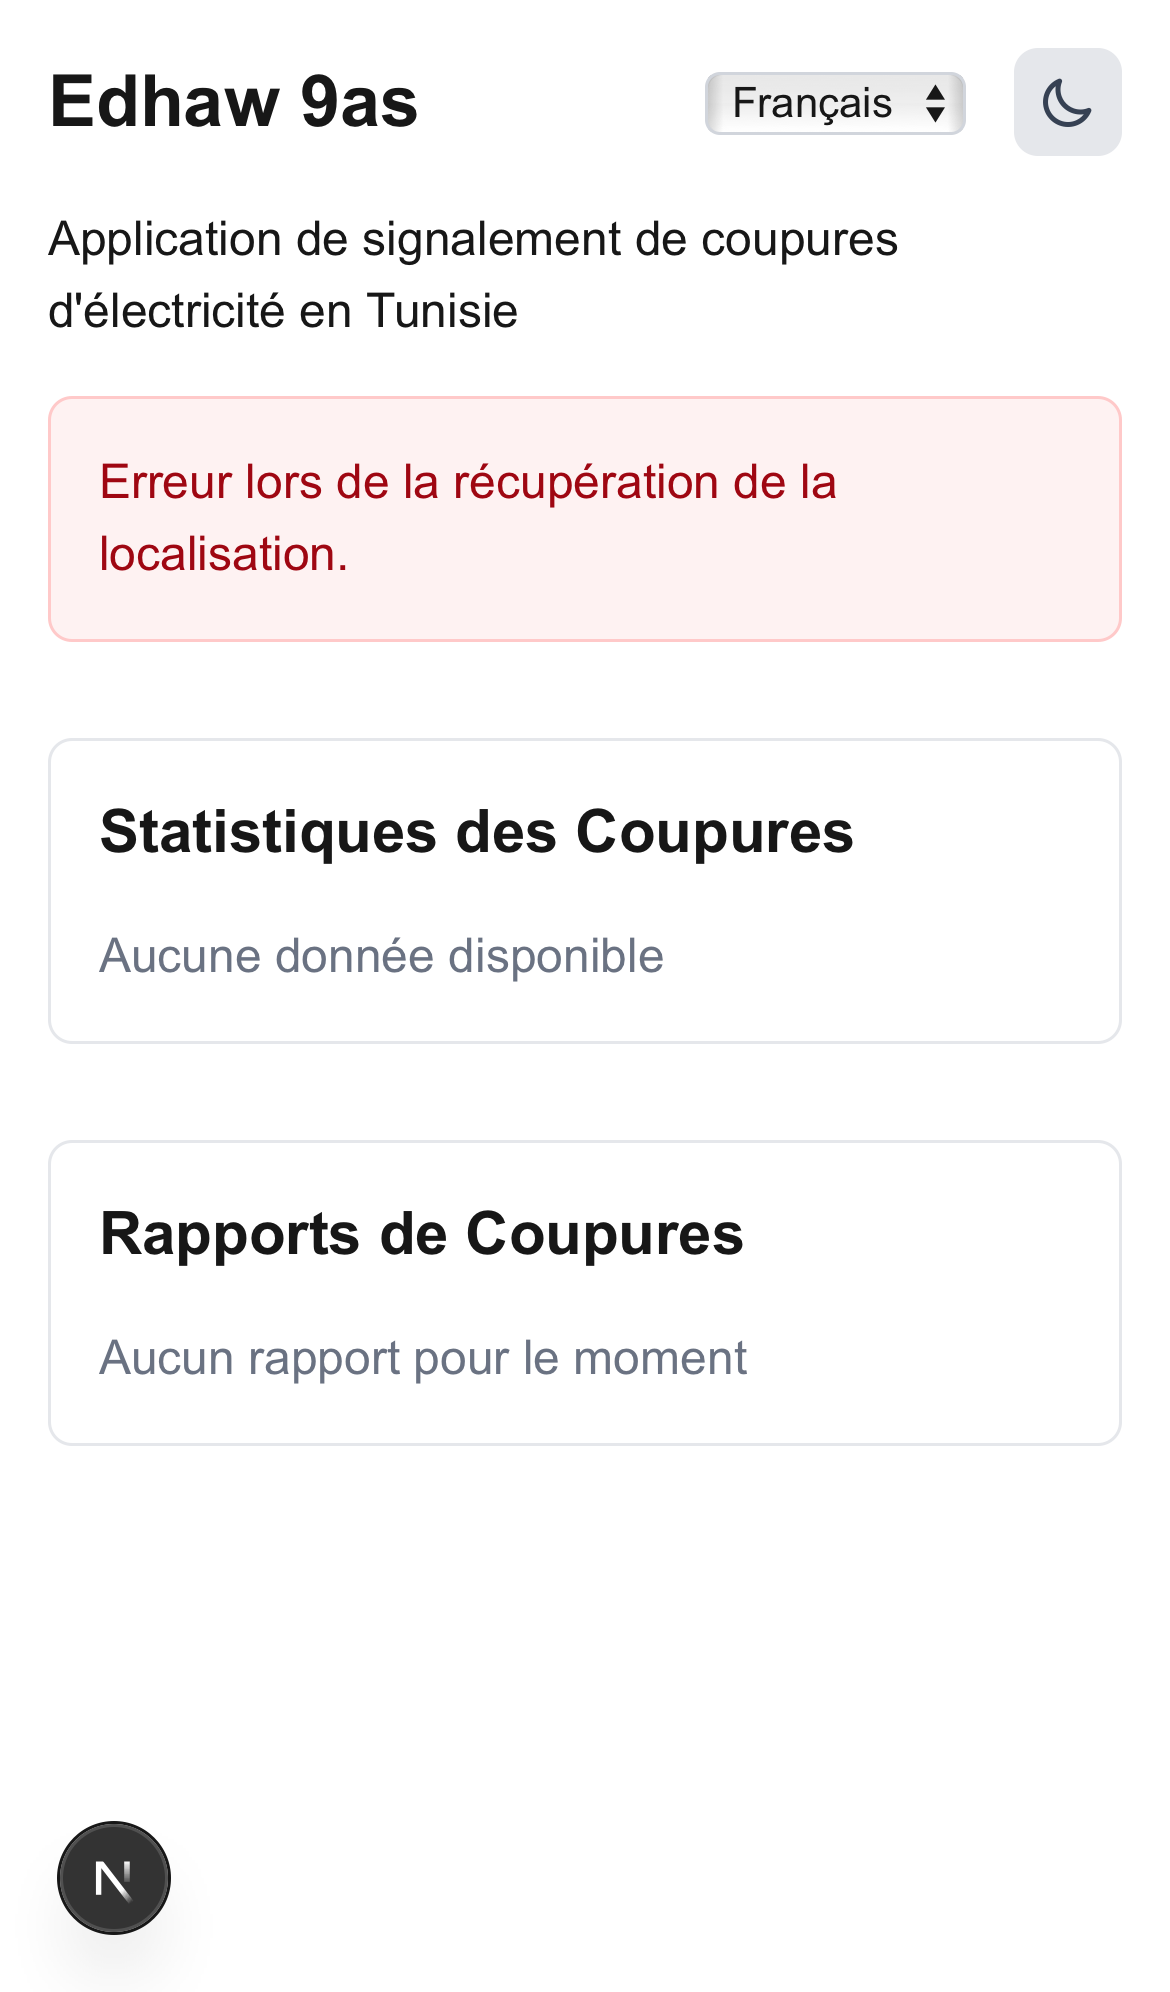 Edhaw 9as
Français
Application de signalement de coupures
d'électricité en Tunisie
Erreur lors de la récupération de la
localisation.
Statistiques des Coupures
Aucune donnée disponible
Rapports de Coupures
Aucun rapport pour le moment
N